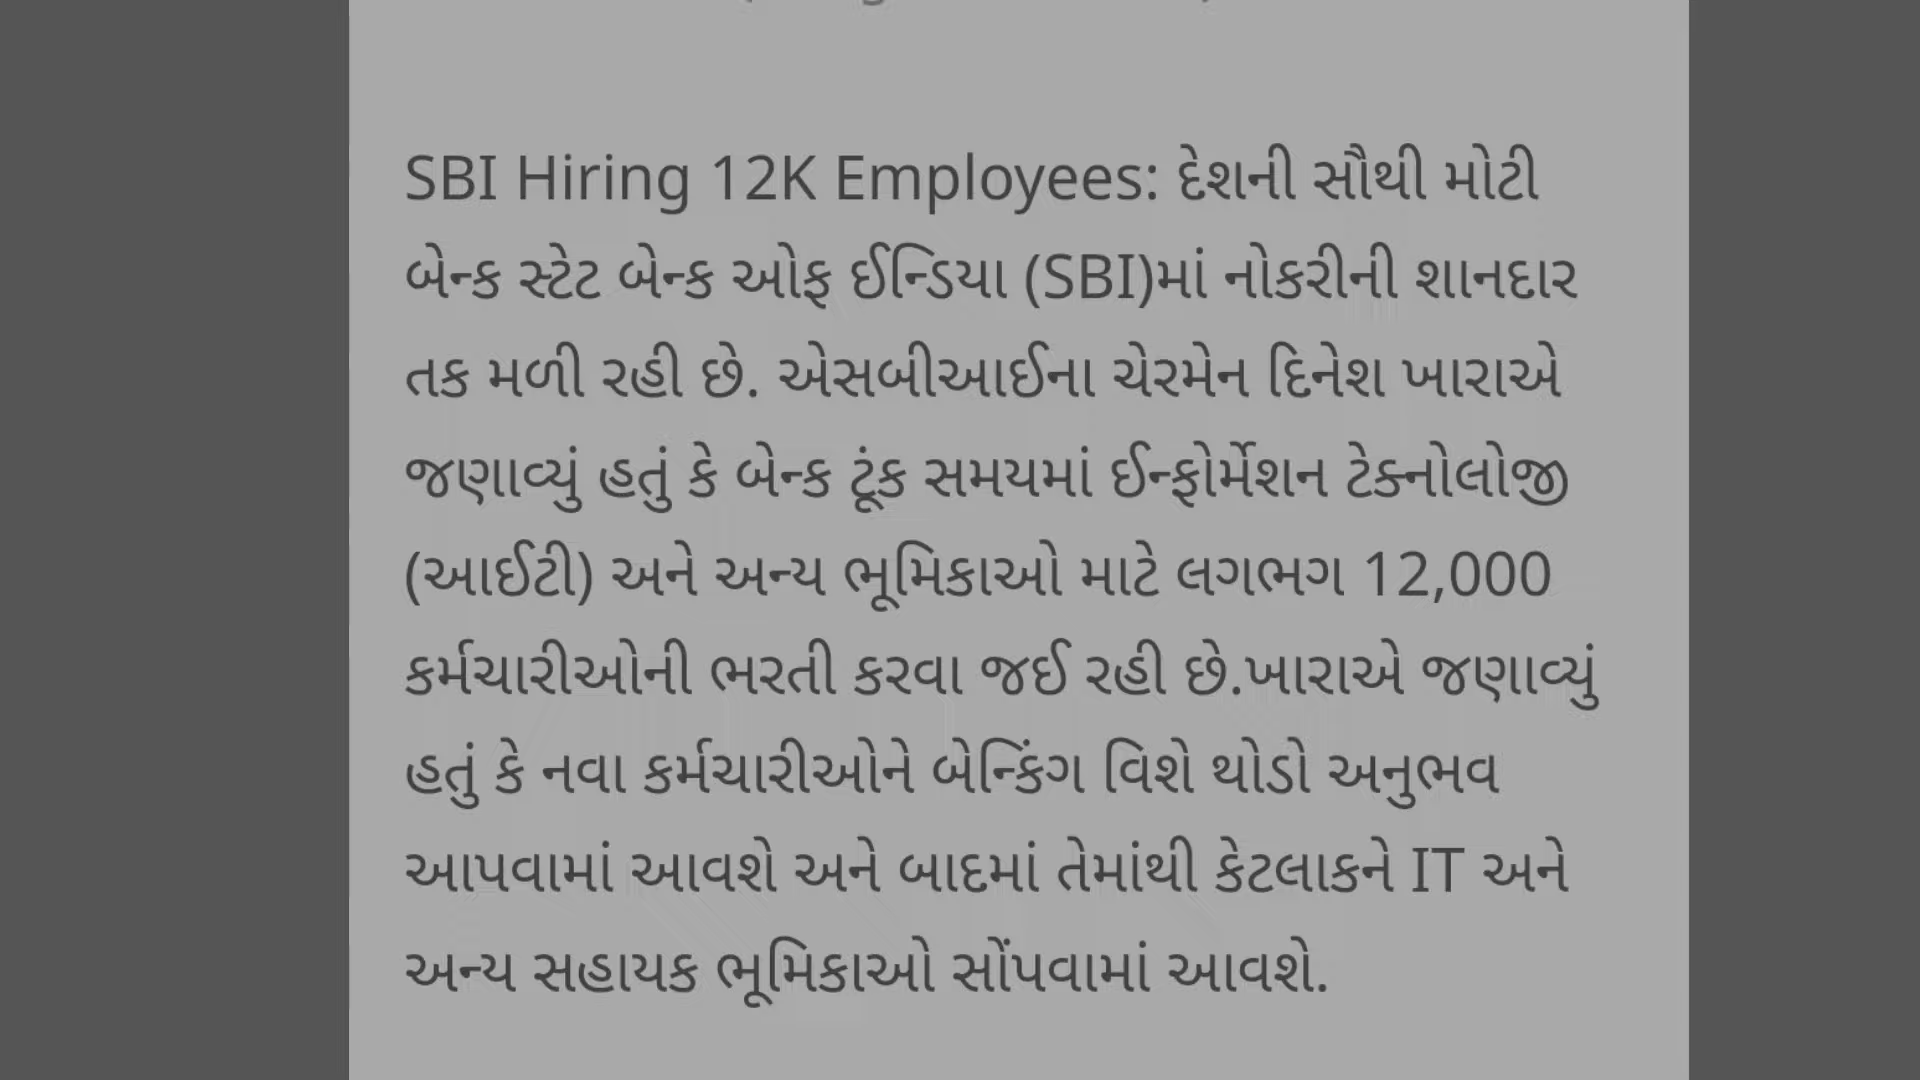 SBI Hiring 12K Employees: દેશની સૌથી મોટી
બેન્ક સ્ટેટ બેન્ક ઓફ ઈન્ડિયા (SBI)માં નોકરીની શાનદાર
તક મળી રહી છે. એસબીઆઈના ચેરમેન દિનેશ ખારાએ
જણાવ્યું હતું કે બેન્ક ટૂંક સમયમાં ઈન્ફોર્મેશન ટેક્નોલોજી
(આઈટી) અને અન્ય ભૂમિકાઓ માટે લગભગ 12,000
કર્મચારીઓની ભરતી કરવા જઈ રહી છે.ખારાએ જણાવ્યું
હતું કે નવા કર્મચારીઓને બેન્કિંગ વિશે થોડો અનુભવ
આપવામાં આવશે અને બાદમાં તેમાંથી કેટલાકને IT અને
અન્ય સહાયક ભૂમિકાઓ સોંપવામાં આવશે.